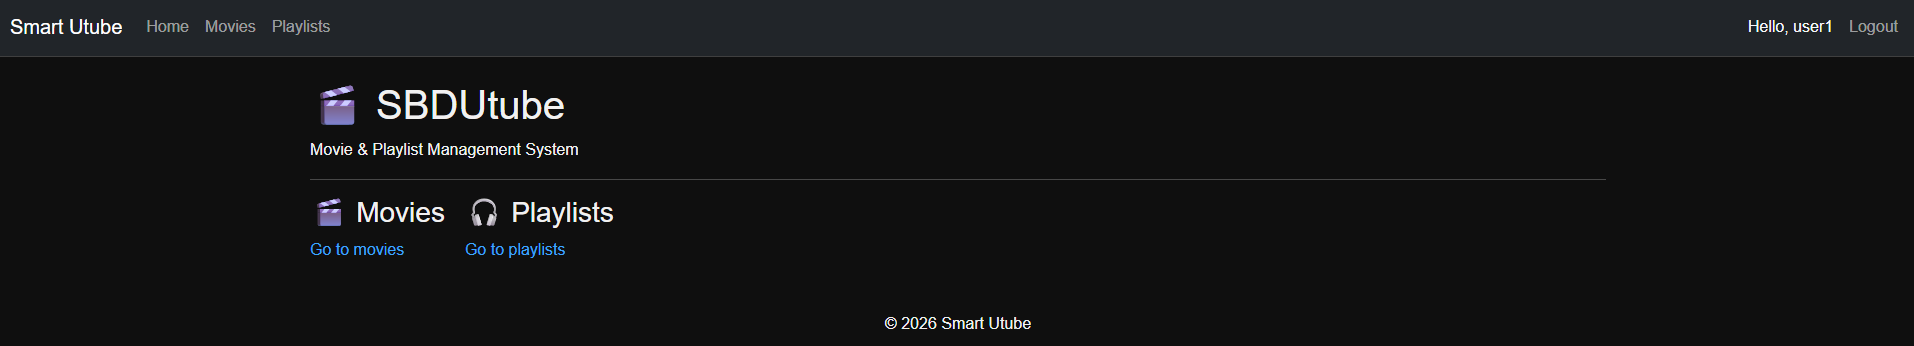 Smart Utube Home Movies Playlists Hello, user1 Logout
SBDUtube
Movie & Playlist Management System
Movies Playlists
Go to movies Go to playlists
© 2026 Smart Utube